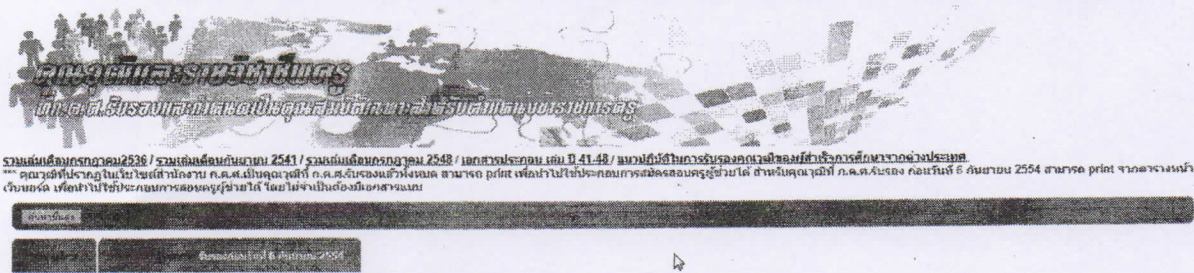 คุณวุฒิและรายวิชาชีพครู
ที่ ก.ค.ศ.รับรองและกำหนดเป็นคุณสมบัติเฉพาะสำหรับตำแหน่งข้าราชการครู
รวมเล่มเดือนกรกฎาคม2536 / รวมเล่มเดือนกันยายน 2541 / รวมเล่มเดือนกรกฎาคม 2548 / เอกสารประกอบ เล่ม ปี 41-48 / แนวปฏิบัติในการรับรองคุณวุฒิของผู้สำเร็จการศึกษาจากต่างประเทศ
*** คุณวุฒิที่ปรากฏในเว็บไซต์สำนักงาน ก.ค.ศ.เป็นคุณวุฒิที่ ก.ค.ศ.รับรองแล้วทั้งหมด สามารถ print เพื่อนำไปใช้ประกอบการสมัครสอบครูผู้ช่วยได้ สำหรับคุณวุฒิที่ ก.ค.ศ.รับรอง ก่อนวันที่ 6 กันยายน 2554 สามารถ print จากตารางหน้า
เว็บบอร์ด เพื่อนำไปใช้ประกอบการสอบครูผู้ช่วยได้ โดยไม่จำเป็นต้องมีเอกสารแนบ
ค้นหาขั้นสูง
รับรองก่อนวันที่ 6 กันยายน 2554